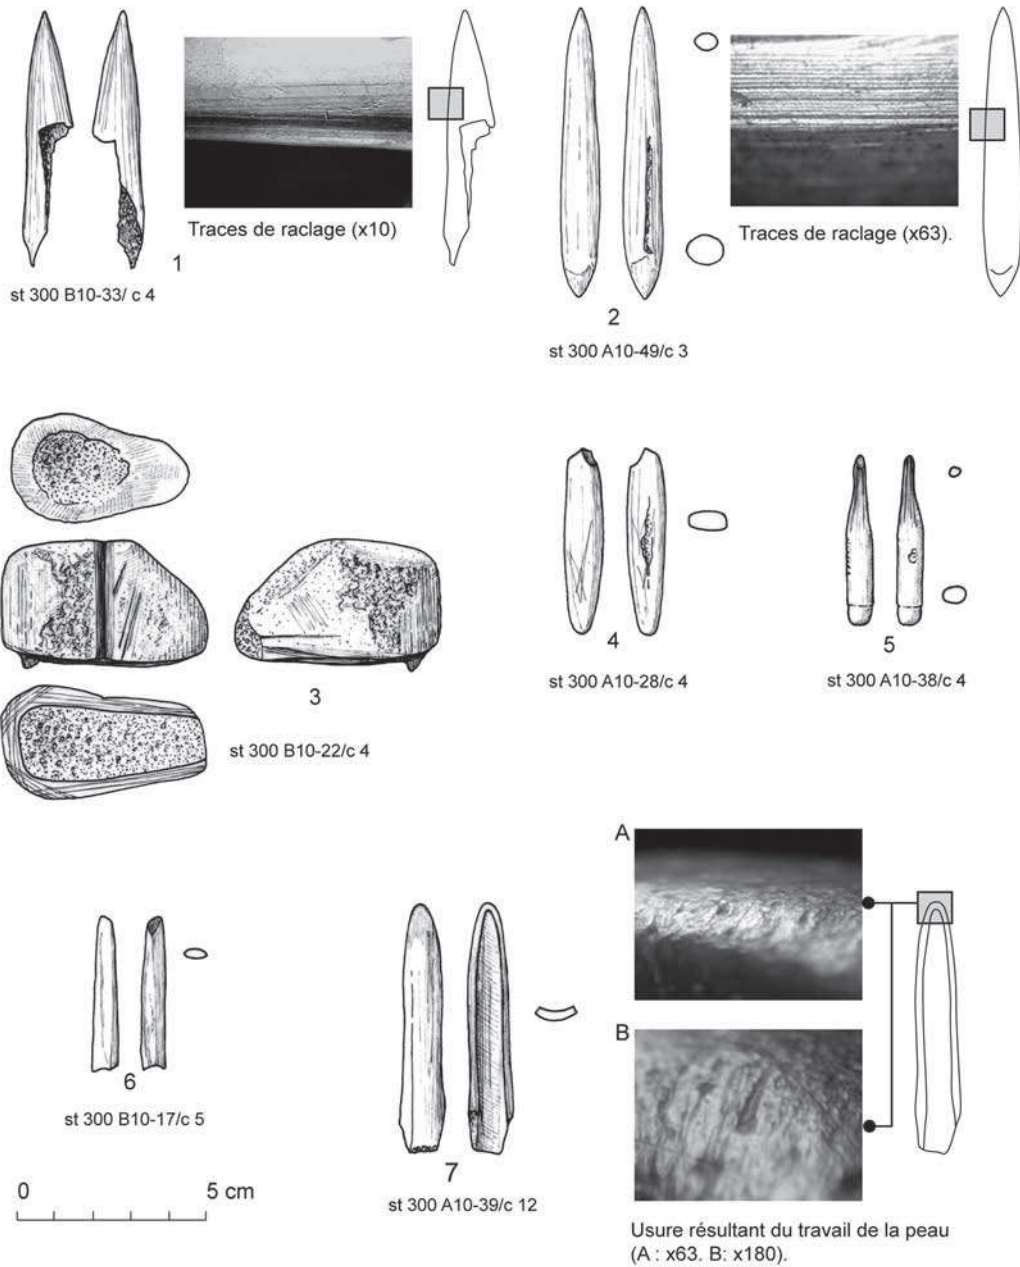 Traces de raclage (x10)
1
st 300 B10-33/ c 4
Traces de raclage (x63).
2
st 300 A10-49/c 3
3
st 300 B10-22/c 4
4
st 300 A10-28/c 4
5
st 300 A10-38/c 4
6
st 300 B10-17/c 5
0 5 cm
7
st 300 A10-39/c 12
A
B
Usure résultant du travail de la peau
(A : x63. B: x180).